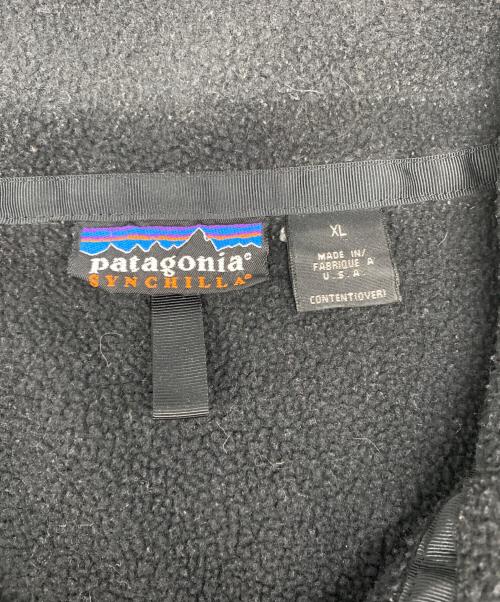 patagonia®
SYNCHILLA®
XL
MADE IN/
FABRIQUE A
U.S.A.
CONTENT(OVER)